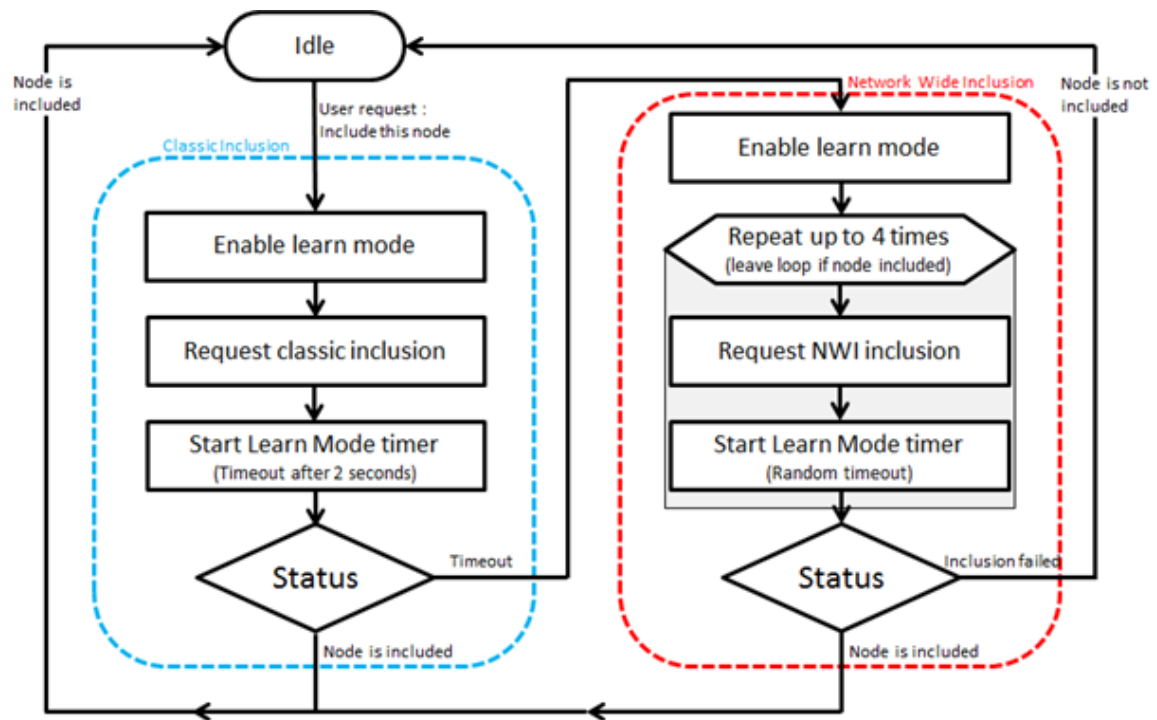 Idle
Node is
included
User request :
Include this node
Classic Inclusion
Enable learn mode
Request classic inclusion
Start Learn Mode timer
(Timeout after 2 seconds)
Status
Timeout
Node is included
Network Wide Inclusion
Node is not
included
Enable learn mode
Repeat up to 4 times
(leave loop if node included)
Request NWI inclusion
Start Learn Mode timer
(Random timeout)
Status
Inclusion failed
Node is included